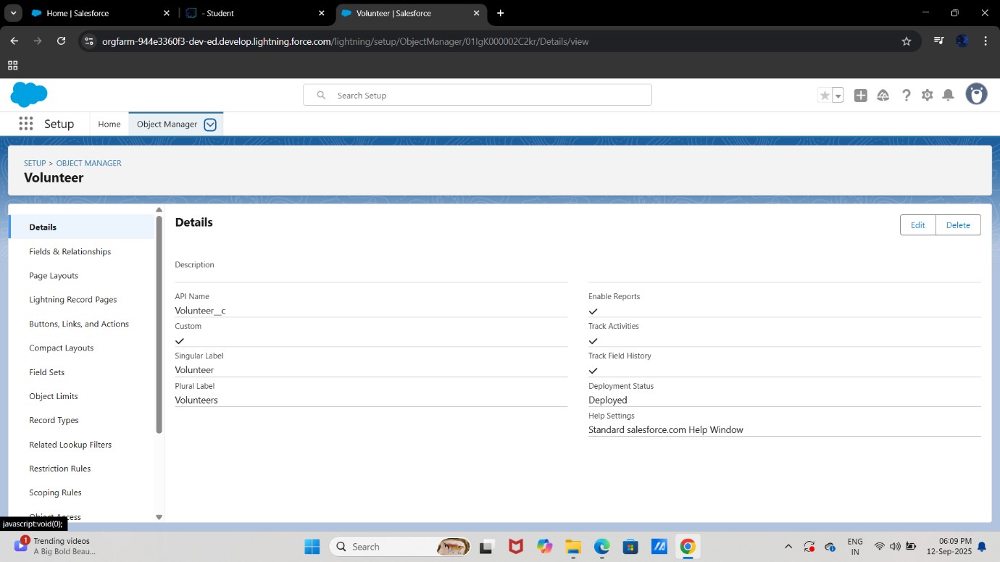 Home | Salesforce
- Student
Volunteer | Salesforce
orgfarm-944e3360f3-dev-ed.develop.lightning.force.com/lightning/setup/ObjectManager/01IgK000002C2kr/Details/view
Search Setup
Setup
Home
Object Manager
SETUP > OBJECT MANAGER
Volunteer
Details
Fields & Relationships
Page Layouts
Lightning Record Pages
Buttons, Links, and Actions
Compact Layouts
Field Sets
Object Limits
Record Types
Related Lookup Filters
Restriction Rules
Scoping Rules
Object Access
Details
Edit
Delete
Description
API Name
Volunteer__c
Custom
Singular Label
Volunteer
Plural Label
Volunteers
Enable Reports
Track Activities
Track Field History
Deployment Status
Deployed
Help Settings
Standard salesforce.com Help Window
javascript:void(0);
1
Trending videos
A Big Bold Beau...
Search
ENG
IN
06:09 PM
12-Sep-2025